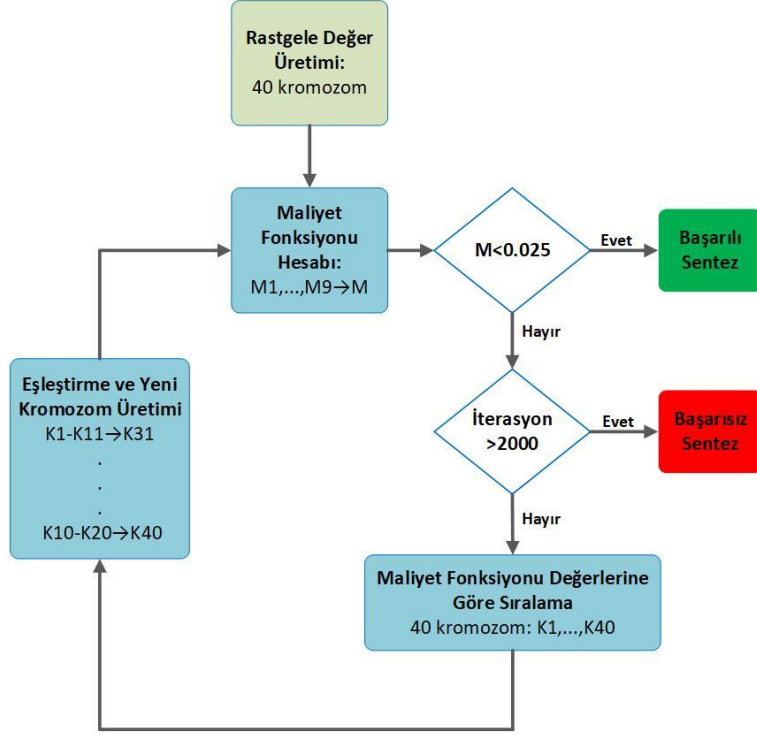 Rastgele Değer
Üretimi:
40 kromozom
Maliyet
Fonksiyonu
Hesabı:
M1,...,M9→M
M<0.025
Evet
Başarılı
Sentez
Hayır
İterasyon
>2000
Evet
Başarısız
Sentez
Hayır
Maliyet Fonksiyonu Değerlerine
Göre Sıralama
40 kromozom: K1,...,K40
Eşleştirme ve Yeni
Kromozom Üretimi
K1-K11→K31
.
.
.
K10-K20→K40